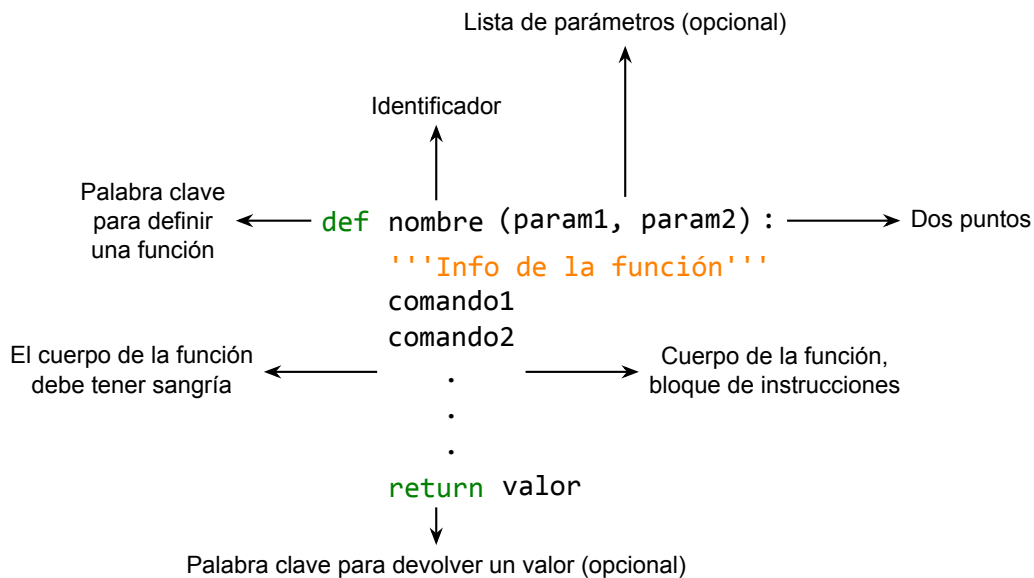 Lista de parámetros (opcional)
Identificador
Palabra clave
para definir
una función
def nombre (param1, param2) :
Dos puntos
'''Info de la función'''
comando1
comando2
El cuerpo de la función
debe tener sangría
.
.
.
Cuerpo de la función,
bloque de instrucciones
return valor
Palabra clave para devolver un valor (opcional)